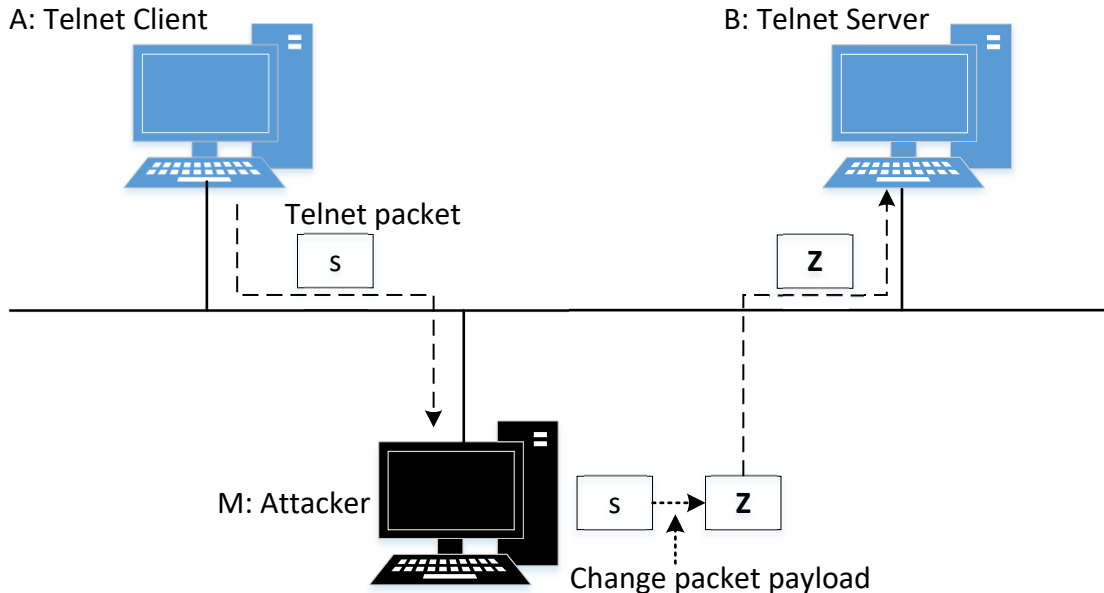 A: Telnet Client
B: Telnet Server
Telnet packet
s
Z
M: Attacker
s
Z
Change packet payload